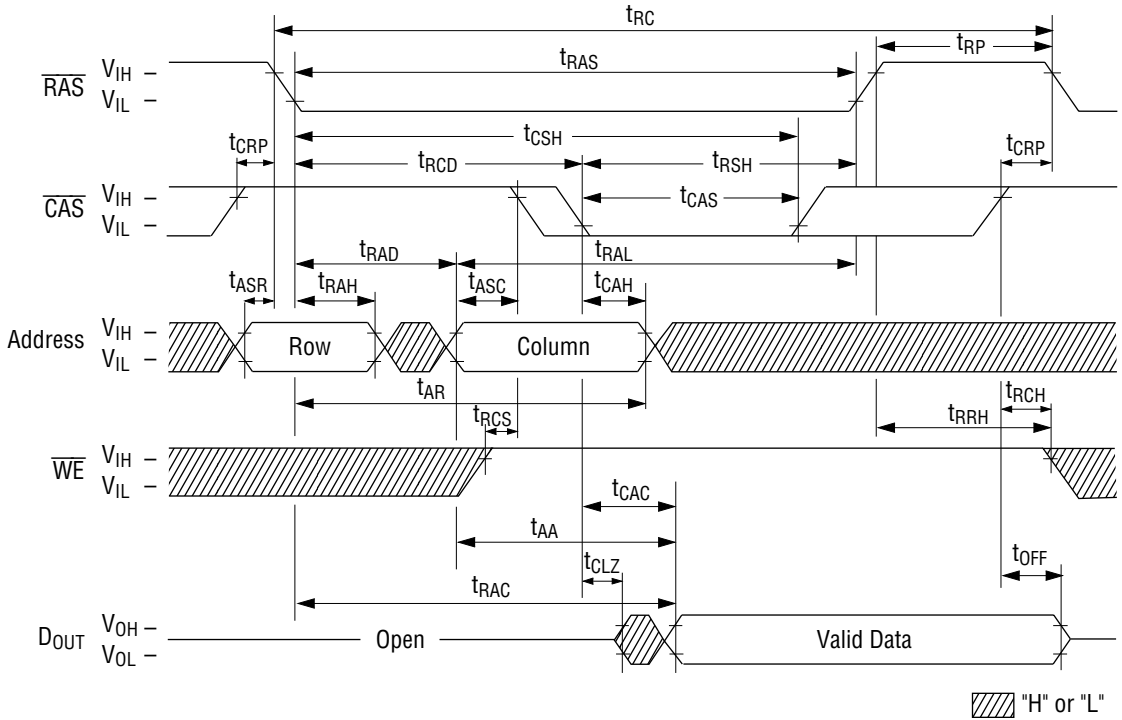 tRC
tRP
tRAS
RAS
VIH –
VIL –
tCSH
tCRP
tRCD
tRSH
tCRP
CAS
VIH –
VIL –
tCAS
tRAD
tRAL
tASR
tRAH
tASC
tCAH
Address
VIH –
VIL –
Row
Column
tAR
tRCS
tRCH
tRRH
WE
VIH –
VIL –
tCAC
tAA
tCLZ
tOFF
tRAC
DOUT
VOH –
VOL –
Open
Valid Data
"H" or "L"